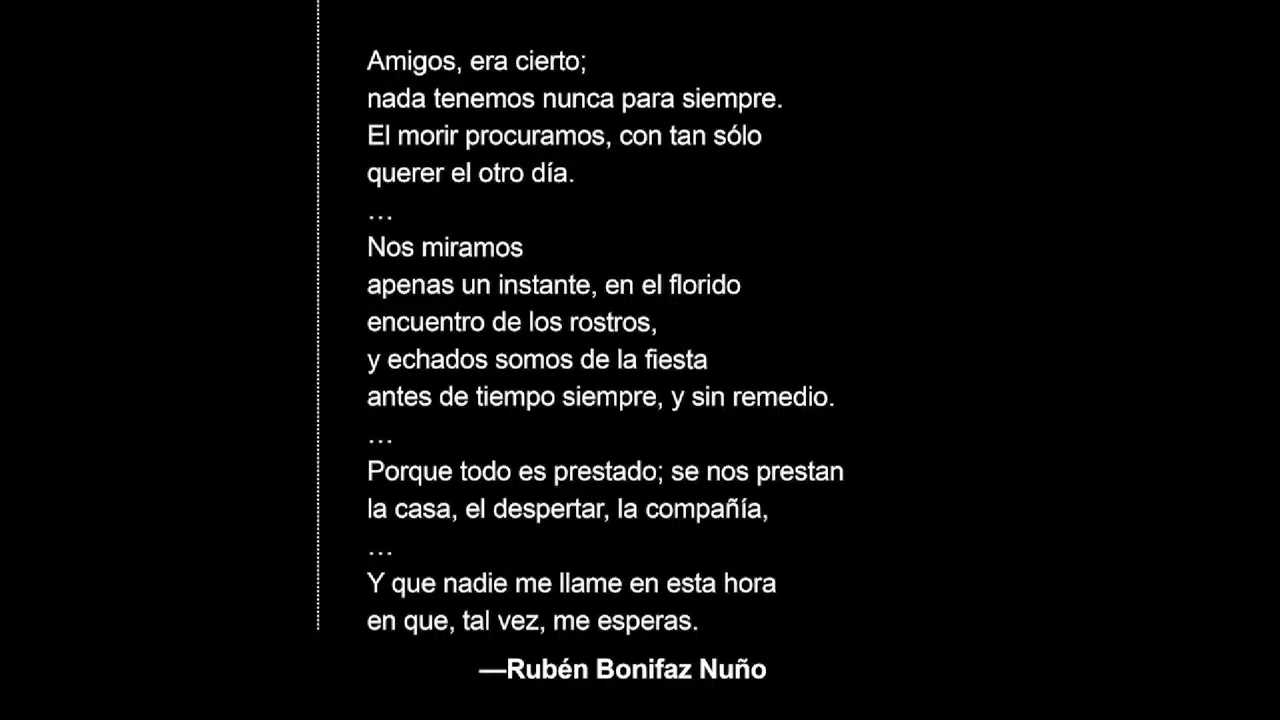 Amigos, era cierto;
nada tenemos nunca para siempre.
El morir procuramos, con tan sólo
querer el otro día.
…
Nos miramos
apenas un instante, en el florido
encuentro de los rostros,
y echados somos de la fiesta
antes de tiempo siempre, y sin remedio.
…
Porque todo es prestado; se nos prestan
la casa, el despertar, la compañía,
…
Y que nadie me llame en esta hora
en que, tal vez, me esperas.
—Rubén Bonifaz Nuño